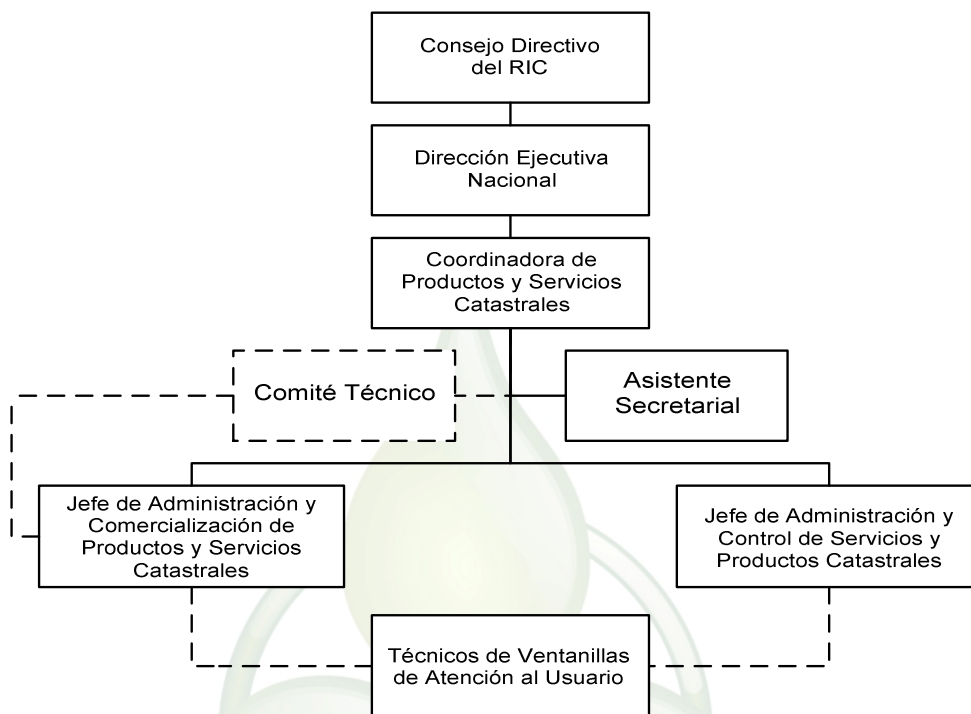 Consejo Directivo
del RIC
Dirección Ejecutiva
Nacional
Coordinadora de
Productos y Servicios
Catastrales
Comité Técnico
Asistente
Secretarial
Jefe de Administración y
Comercialización de
Productos y Servicios
Catastrales
Jefe de Administración y
Control de Servicios y
Productos Catastrales
Técnicos de Ventanillas
de Atención al Usuario